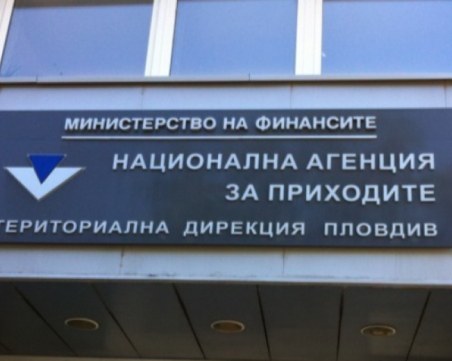 МИНИСТЕРСТВО НА ФИНАНСИТЕ
НАЦИОНАЛНА АГЕНЦИЯ
ЗА ПРИХОДИТЕ
ТЕРИТОРИАЛНА ДИРЕКЦИЯ ПЛОВДИВ